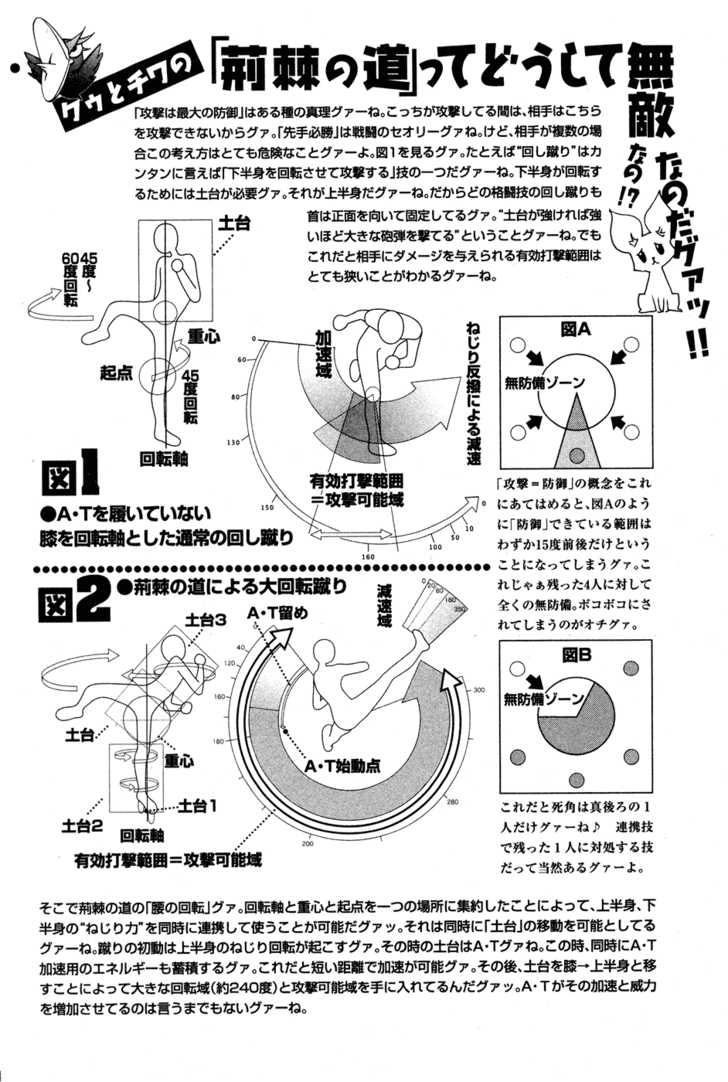 クゥとチワの「荊棘の道」ってどうして無敵なの!?
なのだグァッ!!
「攻撃は最大の防御」はある種の真理グァーね。こっちが攻撃してる間は、相手はこちら
を攻撃できないからグァ。「先手必勝」は戦闘のセオリーグァね。けど、相手が複数の場
合この考え方はとても危険なことグァーよ。図1を見るグァ。たとえば“回し蹴り”はカ
ンタンに言えば「下半身を回転させて攻撃する」技の一つだグァーね。下半身が回転す
るためには土台が必要グァ。それが上半身だグァーね。だからどの格闘技の回し蹴りも
首は正面を向いて固定してるグァ。“土台が強ければ強
いほど大きな砲弾を撃てる”ということグァーね。でも
これだと相手にダメージを与えられる有効打撃範囲は
とても狭いことがわかるグァーね。
土台
45度〜
60度回転
重心
起点
45度回転
回転軸
図1
●A・Tを履いていない
膝を回転軸とした通常の回し蹴り
加速域
ねじり反撥による減速
有効打撃範囲
＝攻撃可能域
0
60
80
130
150
160
100
50
10
0
図A
無防備ゾーン
「攻撃＝防御」の概念をこれ
にあてはめると、図Aのよう
に「防御」できている範囲は
わずか15度前後だけという
ことになってしまうグァ。こ
れじゃぁ残った4人に対して
全くの無防備。ボコボコにさ
れてしまうのがオチグァ。
図2
●荊棘の道による大回転蹴り
土台3
A・T留め
減速域
土台
重心
土台1
土台2
回転軸
A・T始動点
有効打撃範囲＝攻撃可能域
0
40
120
160
180
200
280
300
0
20
60
180
350
図B
無防備ゾーン
これだと死角は真後ろの1
人だけグァーね♪　連携技
で残った1人に対処する技
だって当然あるグァーよ。
そこで荊棘の道の「腰の回転」グァ。回転軸と重心と起点を一つの場所に集約したことによって、上半身、下
半身の“ねじり力”を同時に連携して使うことが可能だグァッ。それは同時に「土台」の移動を可能としてる
グァーね。蹴りの初動は上半身のねじり回転が起こすグァ。その時の土台はA・Tグァね。この時、同時にA・T
加速用のエネルギーも蓄積するグァ。これだと短い距離で加速が可能グァ。その後、土台を膝→上半身と移
すことによって大きな回転域（約240度）と攻撃可能域を手に入れてるんだグァッ。A・Tがその加速と威力
を増加させてるのは言うまでもないグァーね。